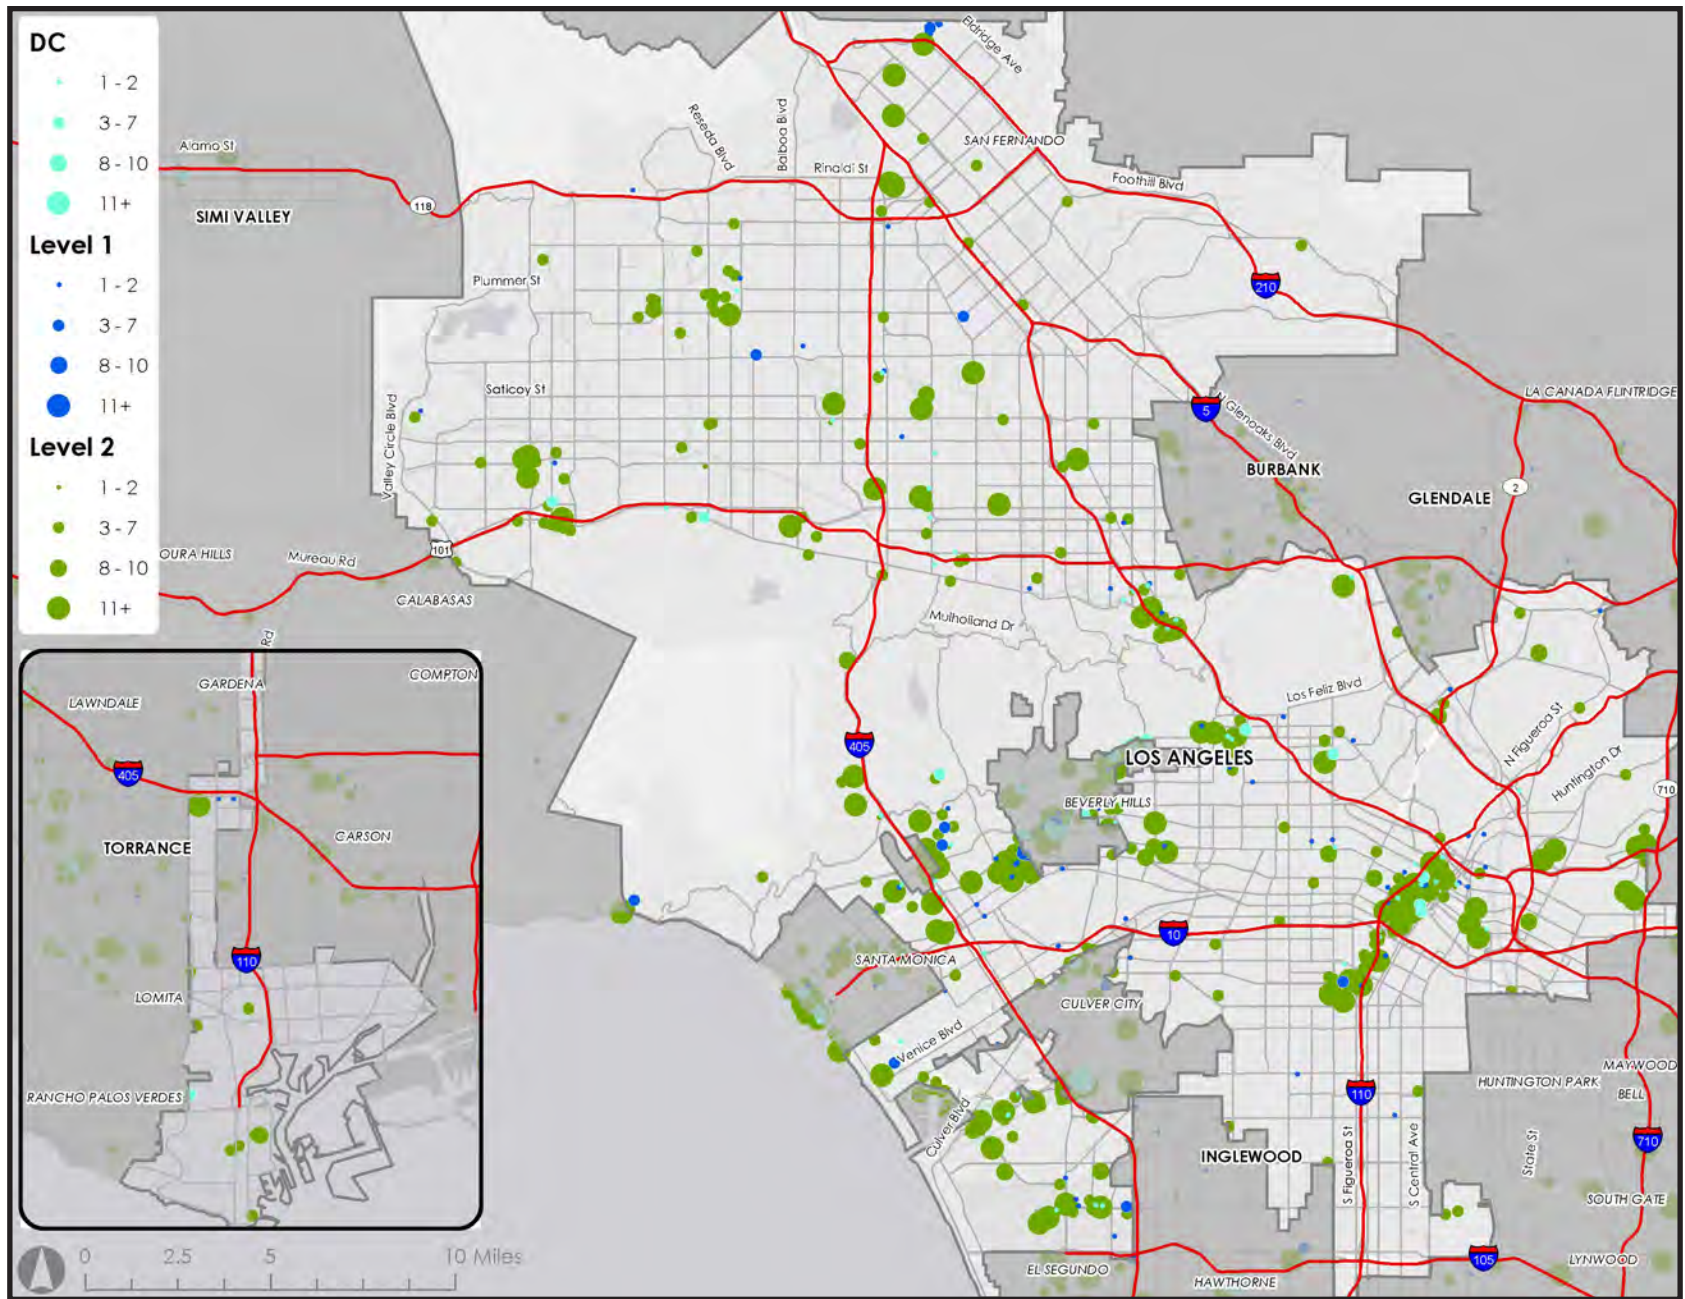 DC
1 - 2
3 - 7
8 - 10
11+
Level 1
1 - 2
3 - 7
8 - 10
11+
Level 2
1 - 2
3 - 7
8 - 10
11+
Eldridge Ave
Reseda Blvd
Balboa Blvd
SAN FERNANDO
Alamo St
Rinaldi St
Foothill Blvd
118
SIMI VALLEY
Plummer St
210
Saticoy St
Valley Circle Blvd
5
N Glenoaks Blvd
LA CANADA FLINTRIDGE
BURBANK
GLENDALE
2
101
OURA HILLS
Mureau Rd
CALABASAS
Mulholland Dr
Los Feliz Blvd
N Figueroa St
Huntington Dr
405
LOS ANGELES
710
BEVERLY HILLS
10
SANTA MONICA
CULVER CITY
Venice Blvd
Culver Blvd
110
MAYWOOD
HUNTINGTON PARK
BELL
INGLEWOOD
S Figueroa St
S Central Ave
State St
710
SOUTH GATE
EL SEGUNDO
HAWTHORNE
105
LYNWOOD
Rd
GARDENA
COMPTON
LAWNDALE
405
TORRANCE
CARSON
110
LOMITA
RANCHO PALOS VERDES
0 2.5 5 10 Miles